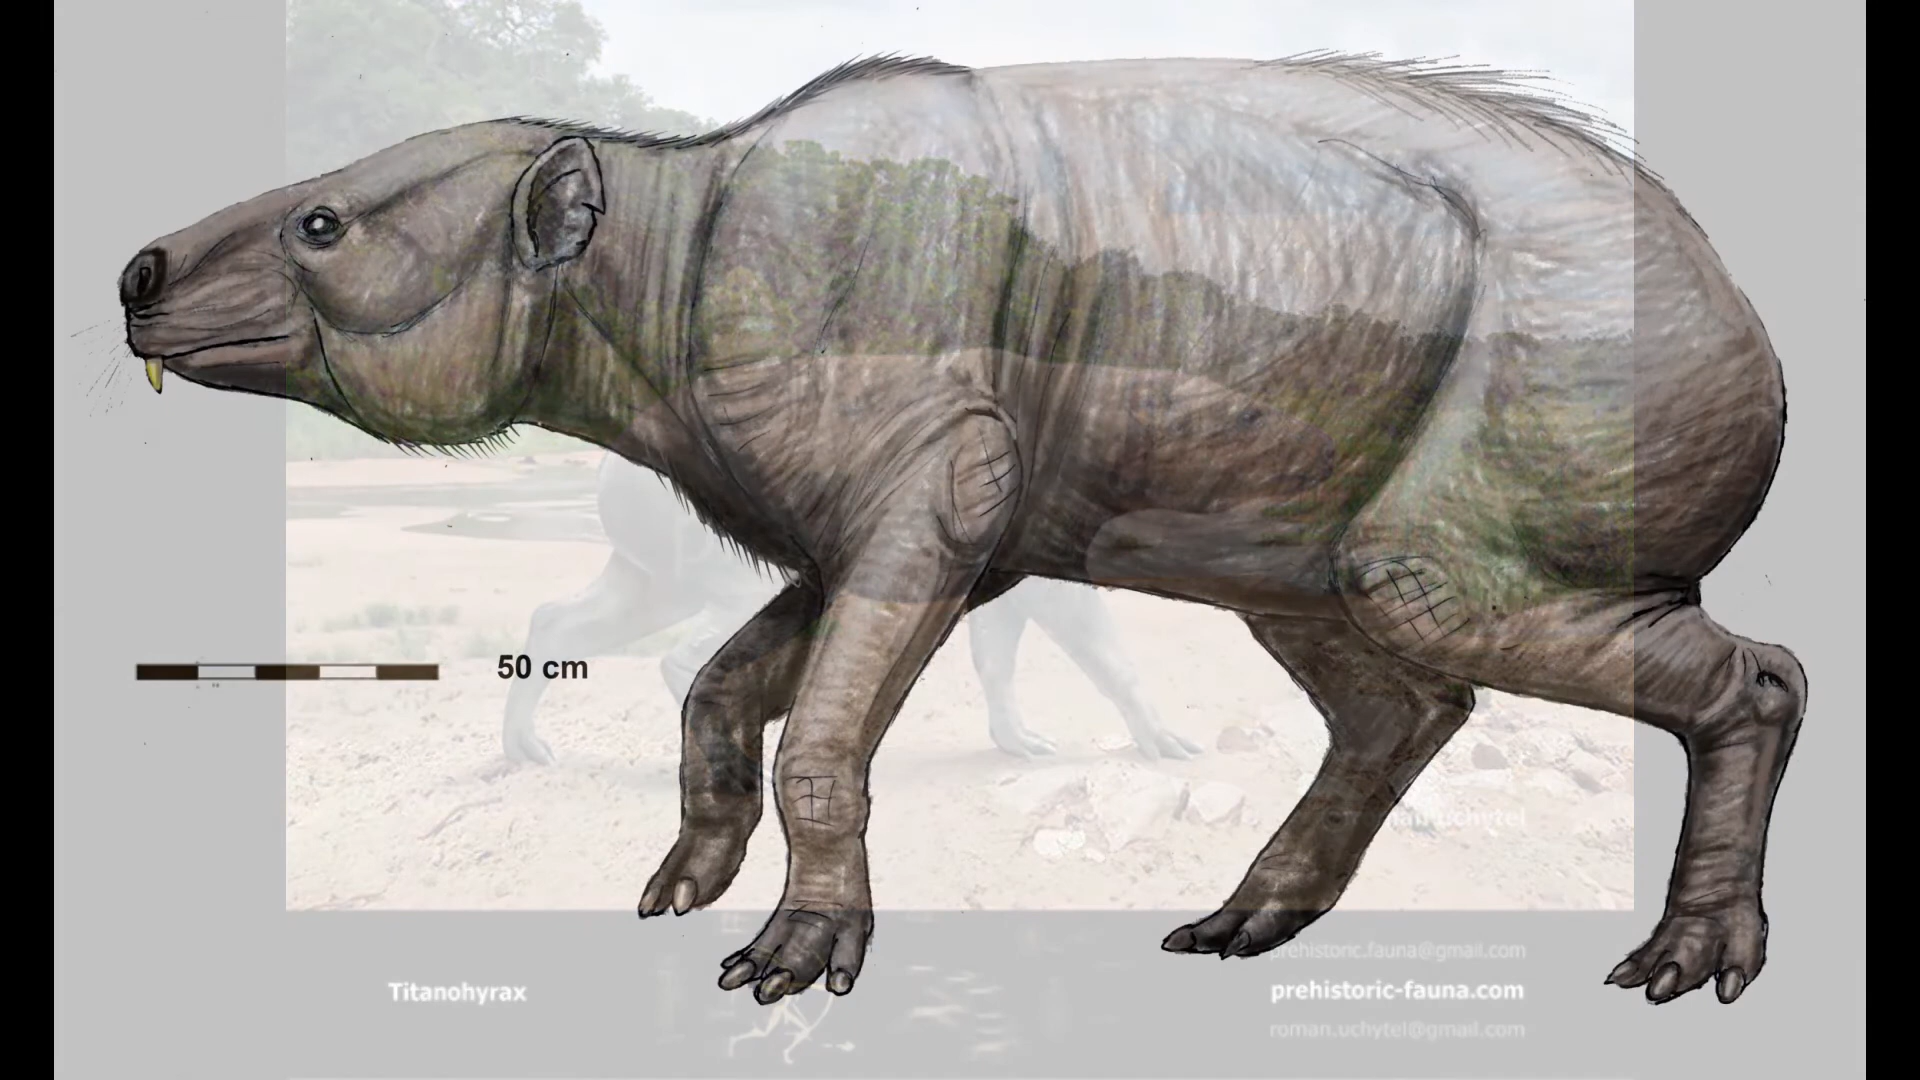 50 cm
prehistoric.fauna@gmail.com
Titanohyrax
prehistoric-fauna.com
roman.uchytel@gmail.com